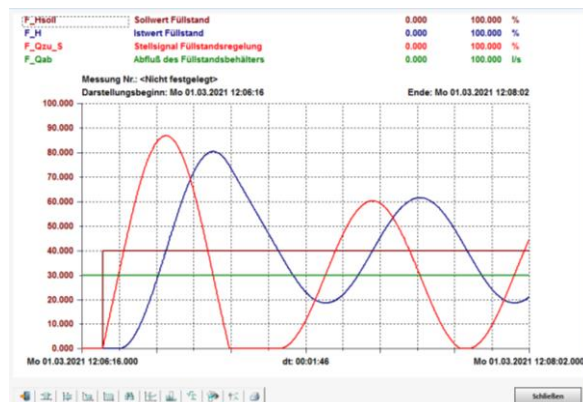 F_Hsoll Sollwert Füllstand 0.000 100.000 %
F_H Istwert Füllstand 0.000 100.000 %
F_Qzu_S Stellsignal Füllstandsregelung 0.000 100.000 %
F_Qab Abfluß des Füllstandsbehälters 0.000 100.000 l/s
Messung Nr.: <Nicht festgelegt>
Darstellungsbeginn: Mo 01.03.2021 12:06:16 Ende: Mo 01.03.2021 12:08:02
100.000
90.000
80.000
70.000
60.000
50.000
40.000
30.000
20.000
10.000
0.000
Mo 01.03.2021 12:06:16.000 dt: 00:01:46 Mo 01.03.2021 12:08:02.000
Schließen